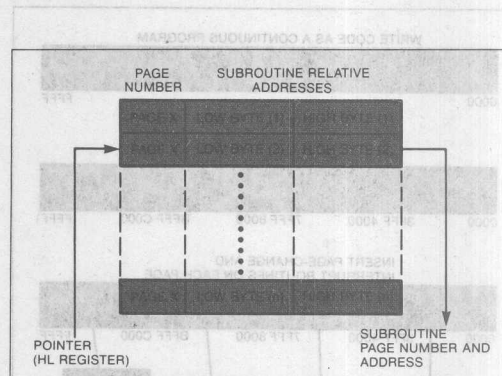 PAGE NUMBER
SUBROUTINE RELATIVE ADDRESSES
PAGE X LOW BYTE (1) HIGH BYTE (1)
PAGE X LOW BYTE (2) HIGH BYTE (2)
PAGE X LOW BYTE HIGH BYTE
POINTER
(HL REGISTER)
SUBROUTINE
PAGE NUMBER AND
ADDRESS